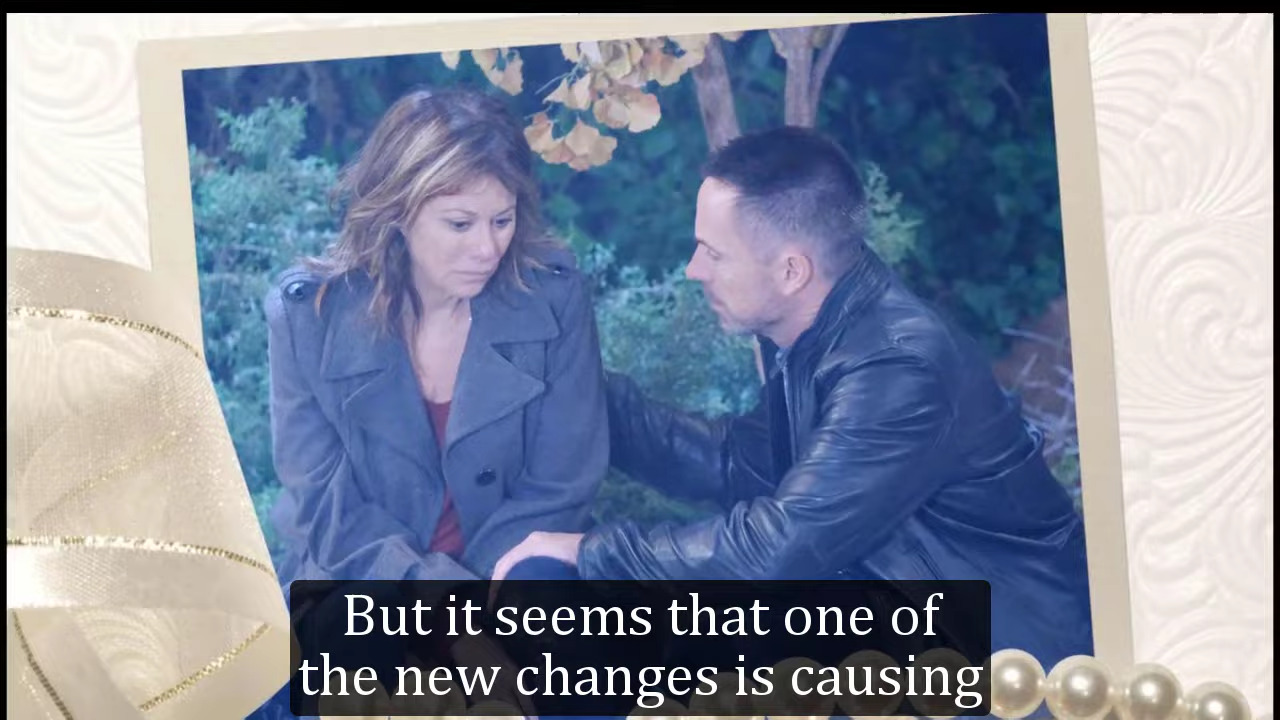 But it seems that one of
the new changes is causing